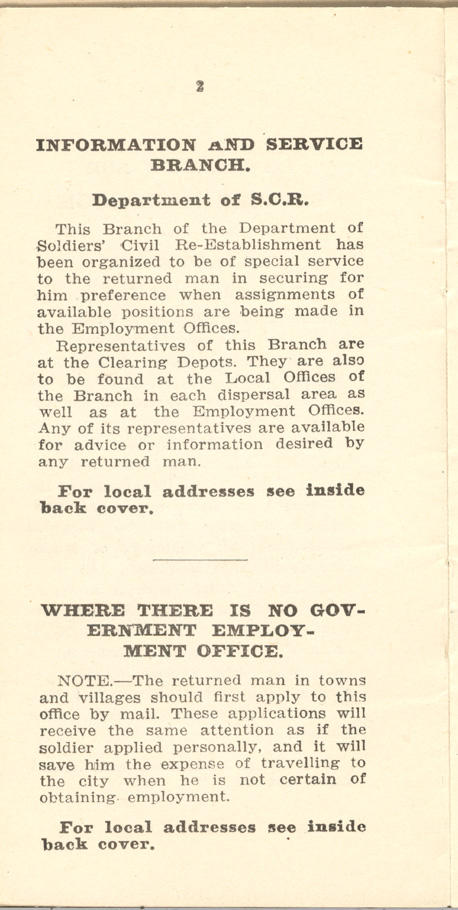 2
INFORMATION AND SERVICE
BRANCH.
Department of S.C.R.
This Branch of the Department of
Soldiers' Civil Re-Establishment has
been organized to be of special service
to the returned man in securing for
him preference when assignments of
available positions are being made in
the Employment Offices.
Representatives of this Branch are
at the Clearing Depots. They are also
to be found at the Local Offices of
the Branch in each dispersal area as
well as at the Employment Offices.
Any of its representatives are available
for advice or information desired by
any returned man.
For local addresses see inside
back cover.
WHERE THERE IS NO GOV-
ERNMENT EMPLOY-
MENT OFFICE.
NOTE.—The returned man in towns
and villages should first apply to this
office by mail. These applications will
receive the same attention as if the
soldier applied personally, and it will
save him the expense of travelling to
the city when he is not certain of
obtaining employment.
For local addresses see inside
back cover.